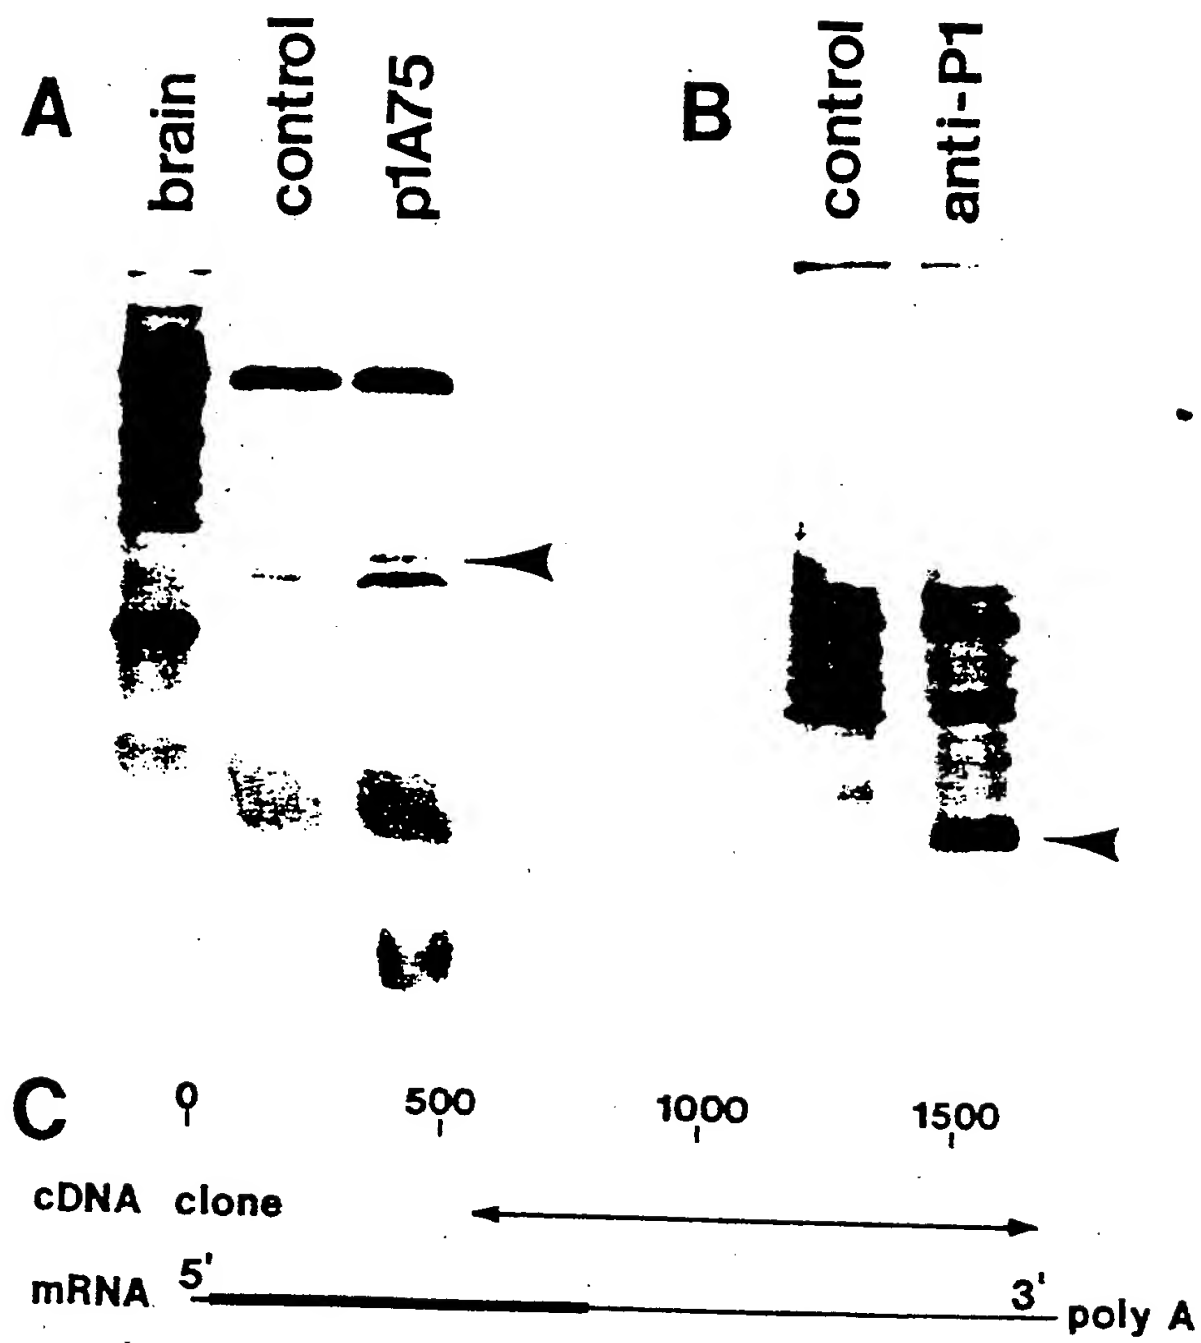 A
brain
control
p1A75
B
control
anti-P1
C
0 500 1000 1500
cDNA clone
mRNA 5' 3' poly A